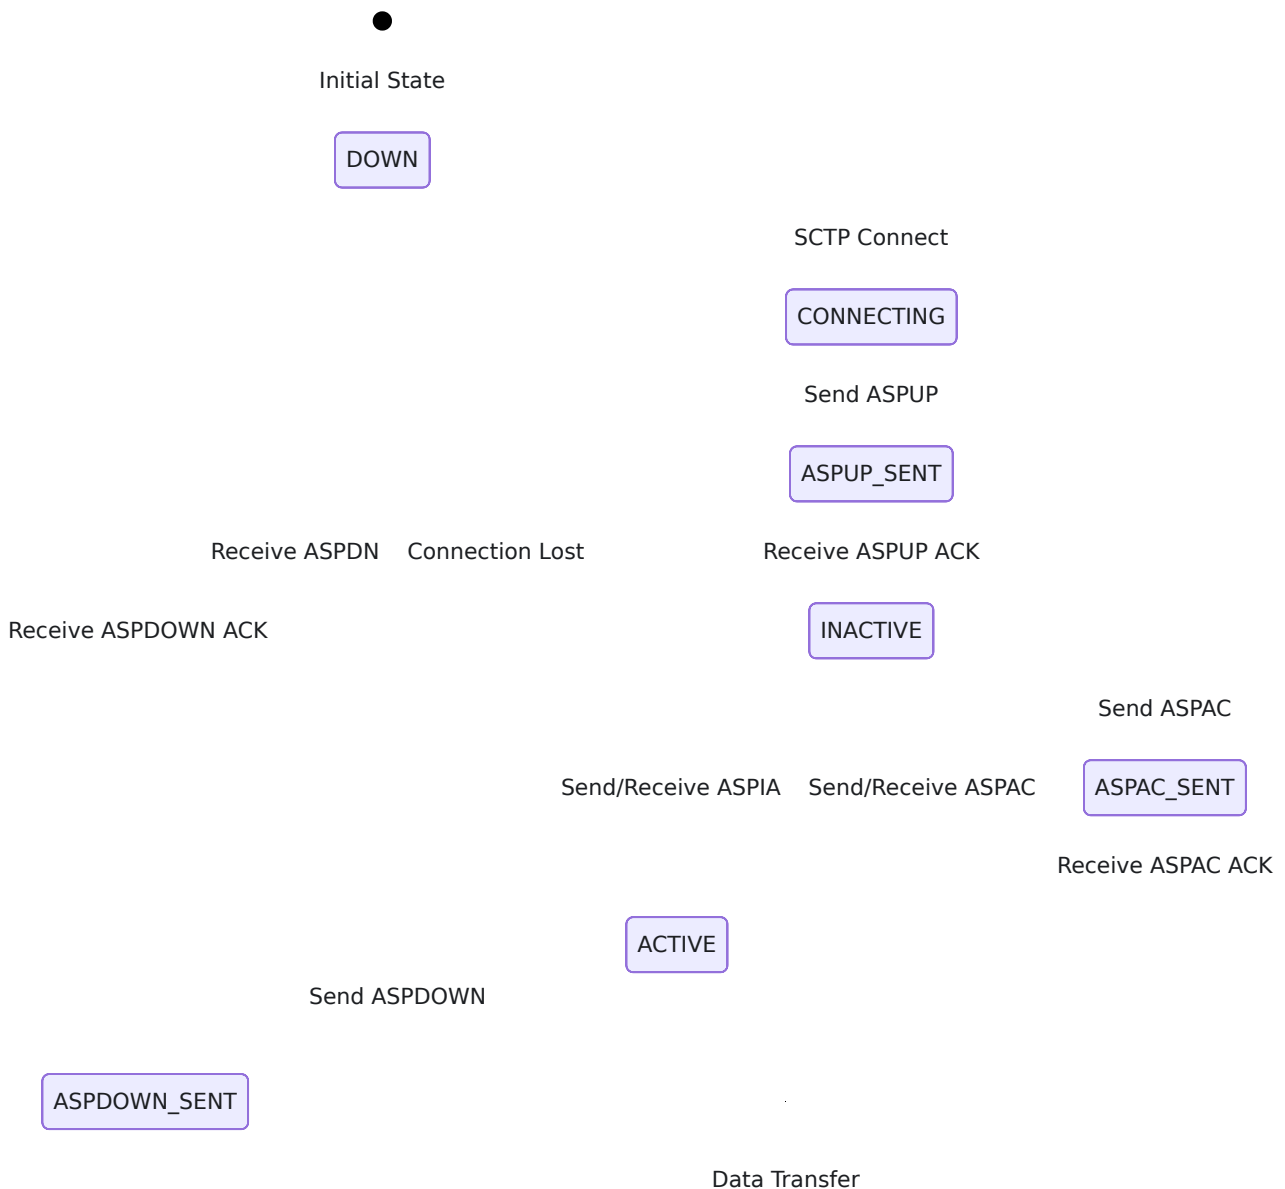 Initial State
DOWN
SCTP Connect
CONNECTING
Send ASPUP
ASPUP_SENT
Receive ASPDN
Connection Lost
Receive ASPUP ACK
Receive ASPDOWN ACK
INACTIVE
Send ASPAC
Send/Receive ASPIA
Send/Receive ASPAC
ASPAC_SENT
Receive ASPAC ACK
ACTIVE
Send ASPDOWN
ASPDOWN_SENT
Data Transfer